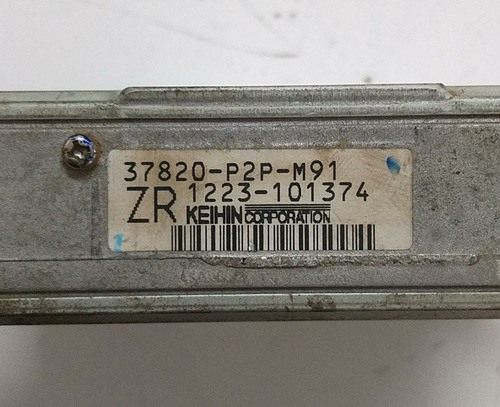 37820-P2P-M91
ZR 1223-101374
KEIHIN CORPORATION